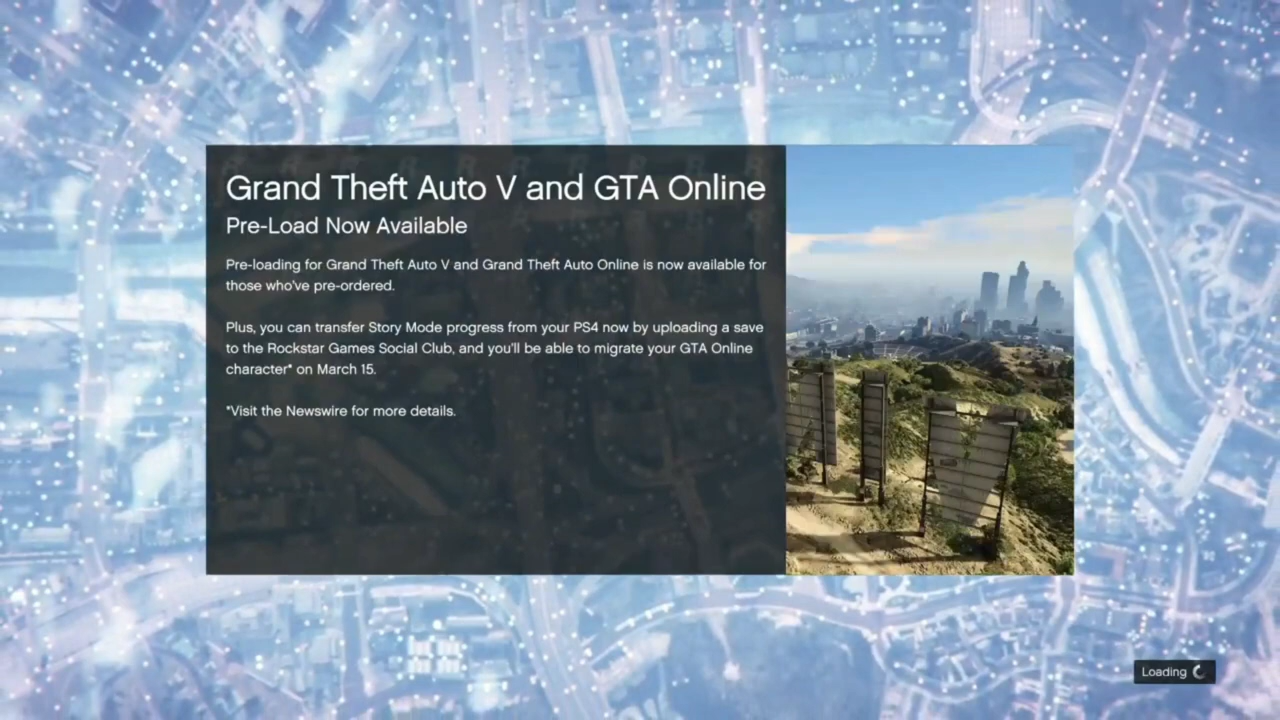 Grand Theft Auto V and GTA Online
Pre-Load Now Available
Pre-loading for Grand Theft Auto V and Grand Theft Auto Online is now available for
those who've pre-ordered.
Plus, you can transfer Story Mode progress from your PS4 now by uploading a save
to the Rockstar Games Social Club, and you'll be able to migrate your GTA Online
character* on March 15.
*Visit the Newswire for more details.
Loading